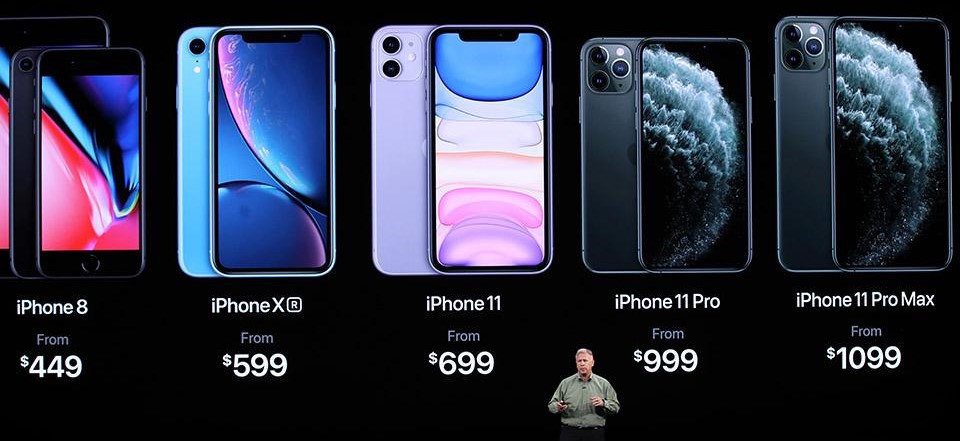 iPhone 8
From
$449
iPhone XR
From
$599
iPhone 11
From
$699
iPhone 11 Pro
From
$999
iPhone 11 Pro Max
From
$1099